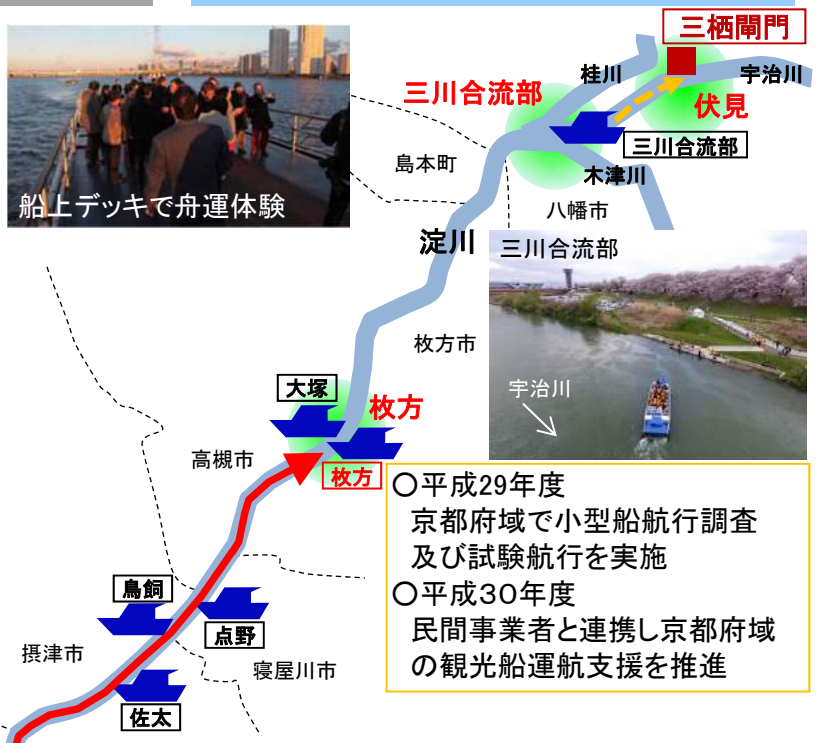 三栖閘門
桂川
宇治川
三川合流部
伏見
三川合流部
島本町
木津川
船上デッキで舟運体験
八幡市
淀川
三川合流部
枚方市
宇治川
大塚
枚方
高槻市
枚方
〇平成29年度
京都府域で小型船航行調査
及び試験航行を実施
〇平成３０年度
民間事業者と連携し京都府域
の観光船運航支援を推進
鳥飼
点野
摂津市
寝屋川市
佐太